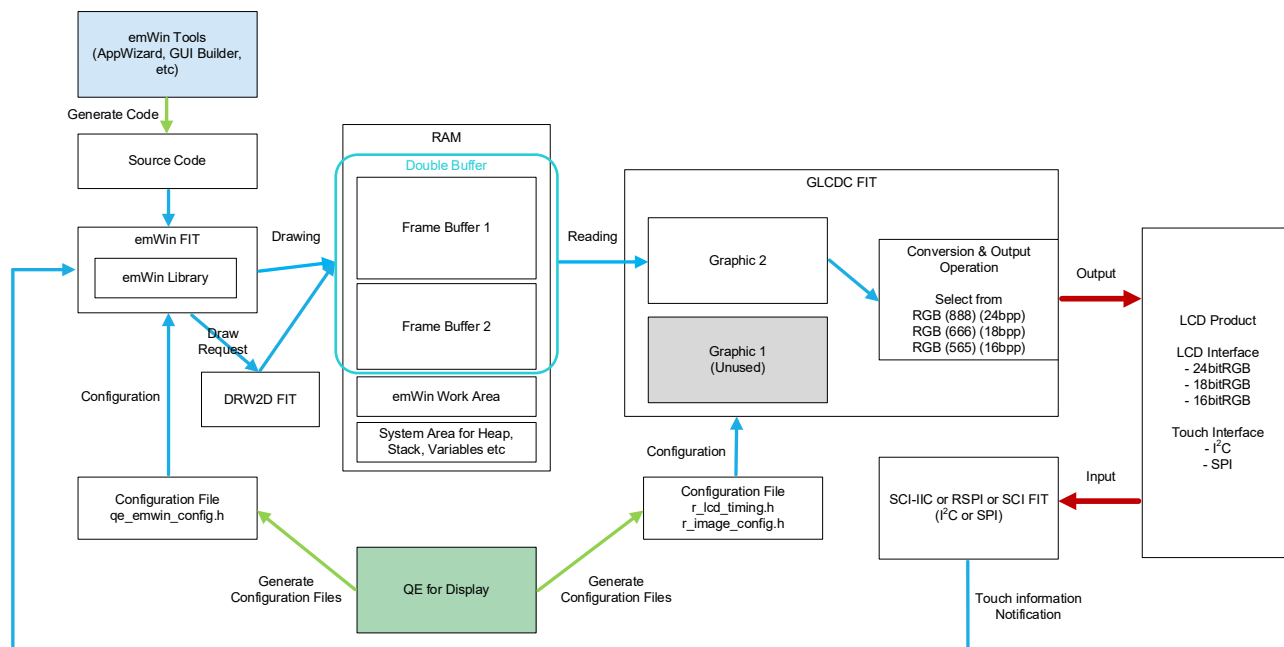 emWin Tools
(AppWizard, GUI Builder,
etc)
Generate Code
Source Code
emWin FIT
emWin Library
Drawing
Draw
Request
DRW2D FIT
Configuration
Configuration File
qe_emwin_config.h
RAM
Double Buffer
Frame Buffer 1
Frame Buffer 2
emWin Work Area
System Area for Heap,
Stack, Variables etc
Reading
GLCDC FIT
Graphic 2
Graphic 1
(Unused)
Conversion & Output
Operation
Select from
RGB (888) (24bpp)
RGB (666) (18bpp)
RGB (565) (16bpp)
Output
LCD Product
LCD Interface
- 24bitRGB
- 18bitRGB
- 16bitRGB
Touch Interface
- I²C
- SPI
Configuration
Configuration File
r_lcd_timing.h
r_image_config.h
Input
SCI-IIC or RSPI or SCI FIT
(I²C or SPI)
QE for Display
Generate
Configuration Files
Generate
Configuration Files
Touch information
Notification